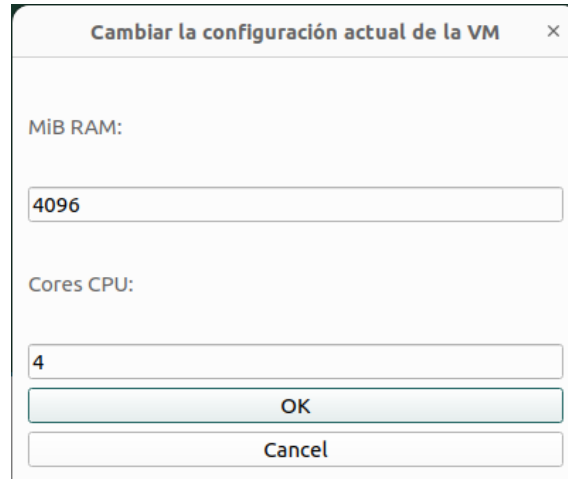 Cambiar la configuración actual de la VM ×
MiB RAM:
4096
Cores CPU:
4
OK
Cancel